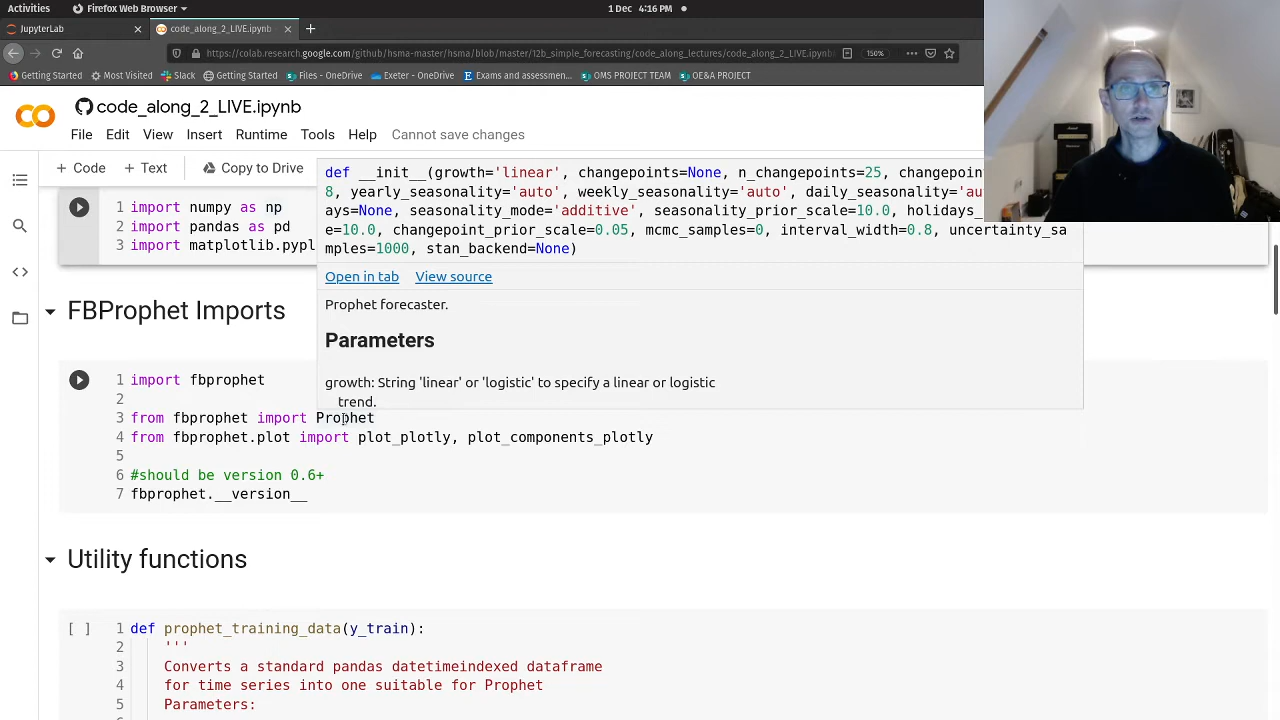 Activities
Firefox Web Browser
1 Dec 4:16 PM
JupyterLab
code_along_2_LIVE.ipynb
https://colab.research.google.com/github/hsma-master/hsma/blob/master/12b_simple_forecasting/code_along_lectures/code_along_2_LIVE.ipynb
150%
Getting Started
Most Visited
Slack
Getting Started
Files - OneDrive
Exeter - OneDrive
Exams and assessmen...
OMS PROJECT TEAM
OE&A PROJECT
code_along_2_LIVE.ipynb
File Edit View Insert Runtime Tools Help Cannot save changes
+ Code + Text Copy to Drive
def __init__(growth='linear', changepoints=None, n_changepoints=25, changepoin
8, yearly_seasonality='auto', weekly_seasonality='auto', daily_seasonality='au
ays=None, seasonality_mode='additive', seasonality_prior_scale=10.0, holidays_
e=10.0, changepoint_prior_scale=0.05, mcmc_samples=0, interval_width=0.8, uncertainty_sa
mples=1000, stan_backend=None)
Open in tab View source
Prophet forecaster.
Parameters
growth: String 'linear' or 'logistic' to specify a linear or logistic
trend.
1 import numpy as np
2 import pandas as pd
3 import matplotlib.pypl
FBProphet Imports
1 import fbprophet
2
3 from fbprophet import Prophet
4 from fbprophet.plot import plot_plotly, plot_components_plotly
5
6 #should be version 0.6+
7 fbprophet.__version__
Utility functions
[ ] 1 def prophet_training_data(y_train):
2 '''
3 Converts a standard pandas datetimeindexed dataframe
4 for time series into one suitable for Prophet
5 Parameters: